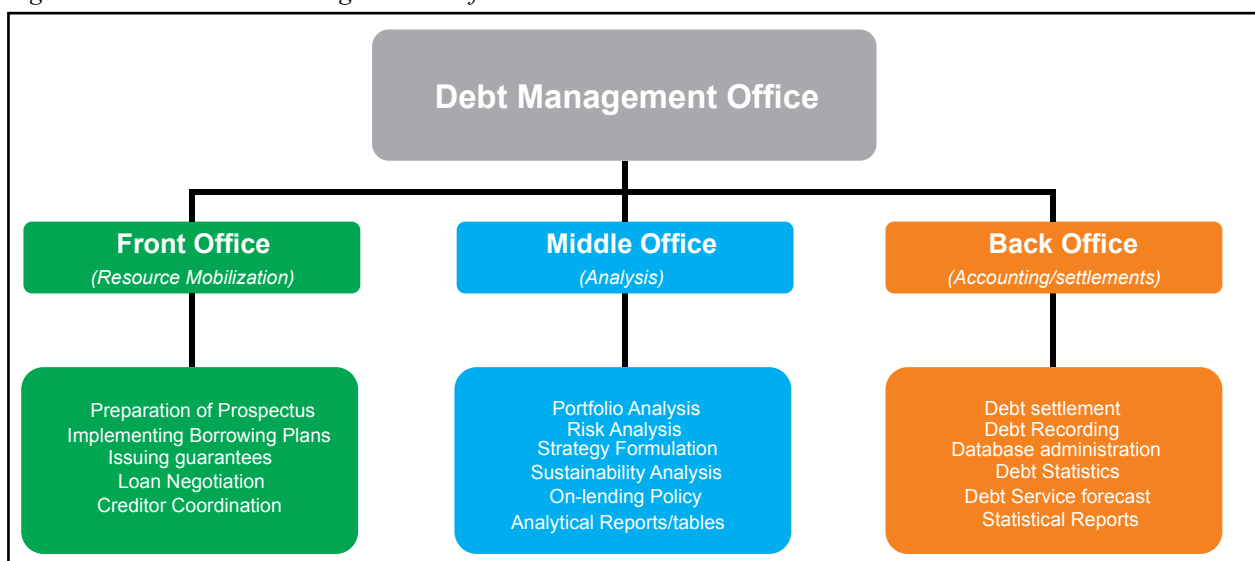 Debt Management Office
Front Office
(Resource Mobilization)
Middle Office
(Analysis)
Back Office
(Accounting/settlements)
Preparation of Prospectus
Implementing Borrowing Plans
Issuing guarantees
Loan Negotiation
Creditor Coordination
Portfolio Analysis
Risk Analysis
Strategy Formulation
Sustainability Analysis
On-lending Policy
Analytical Reports/tables
Debt settlement
Debt Recording
Database administration
Debt Statistics
Debt Service forecast
Statistical Reports